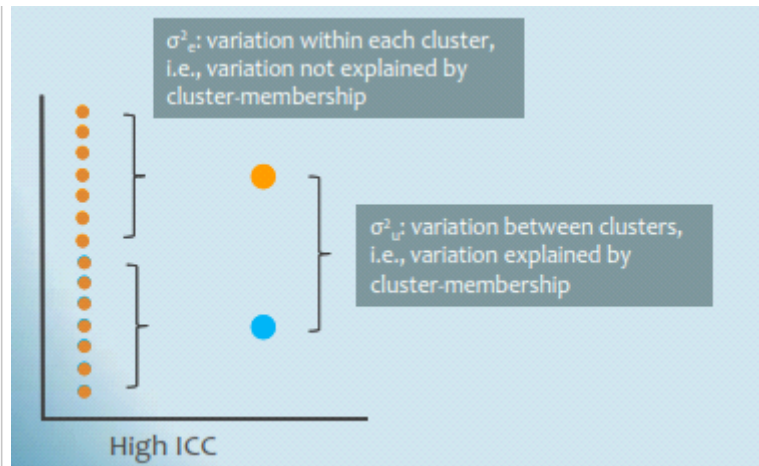 σ²ₑ: variation within each cluster,
i.e., variation not explained by
cluster-membership
σ²ᵤ: variation between clusters,
i.e., variation explained by
cluster-membership
High ICC